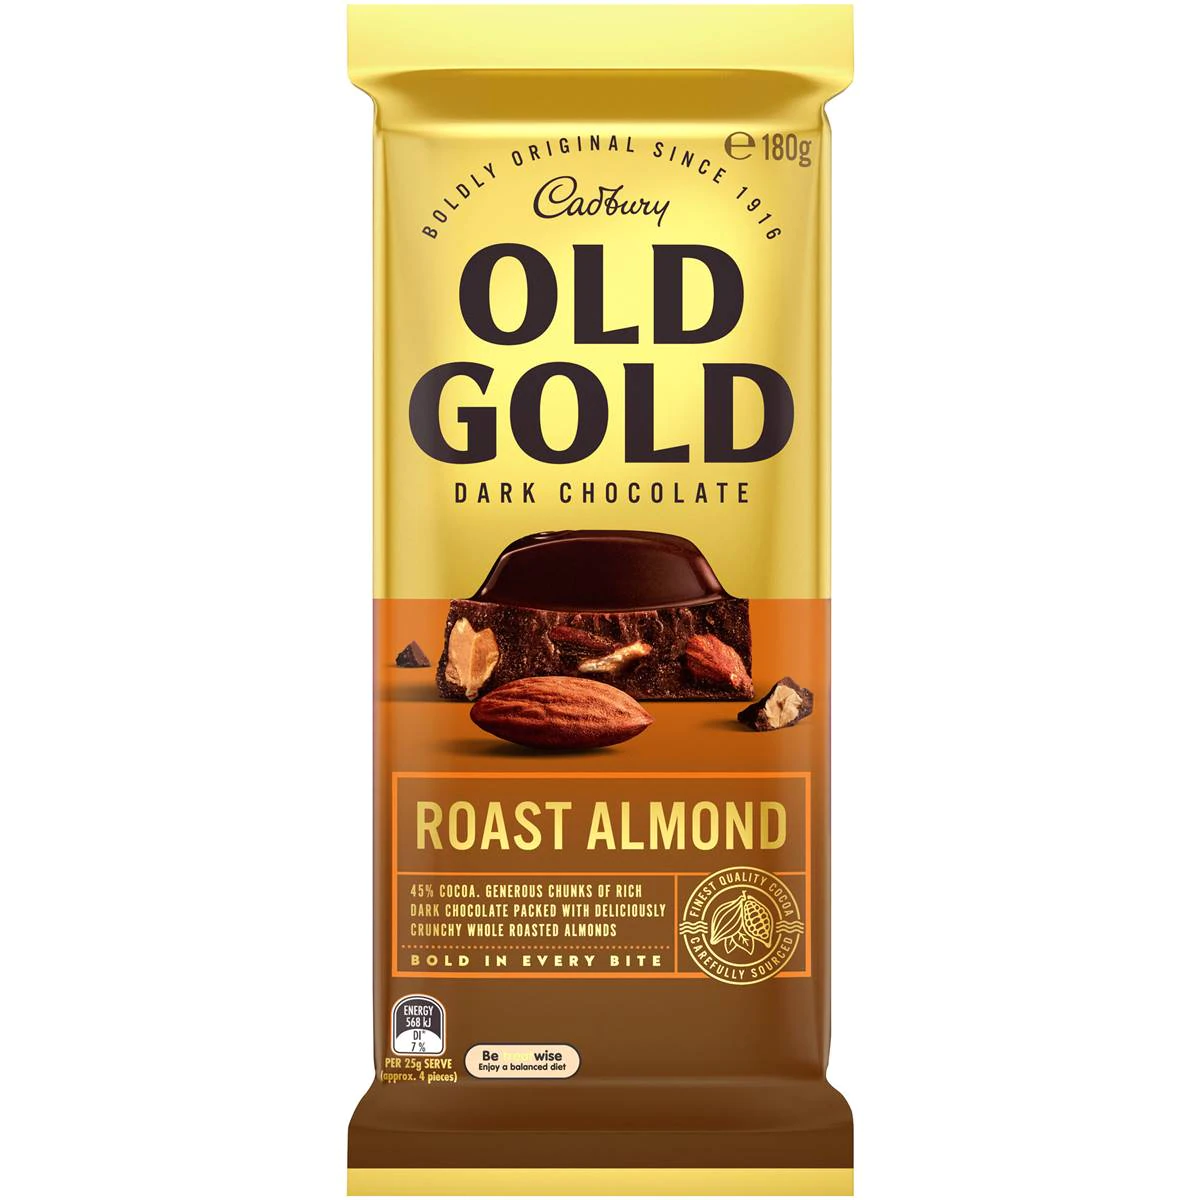 BOLDLY ORIGINAL SINCE 1916
℮ 180g
Cadbury
OLD
GOLD
DARK CHOCOLATE
ROAST ALMOND
45% COCOA. GENEROUS CHUNKS OF RICH
DARK CHOCOLATE PACKED WITH DELICIOUSLY
CRUNCHY WHOLE ROASTED ALMONDS
BOLD IN EVERY BITE
FINEST QUALITY COCOA
CAREFULLY SOURCED
ENERGY
568 kJ
DI*
7 %
PER 25g SERVE
(approx. 4 pieces)
Be treatwise
Enjoy a balanced diet